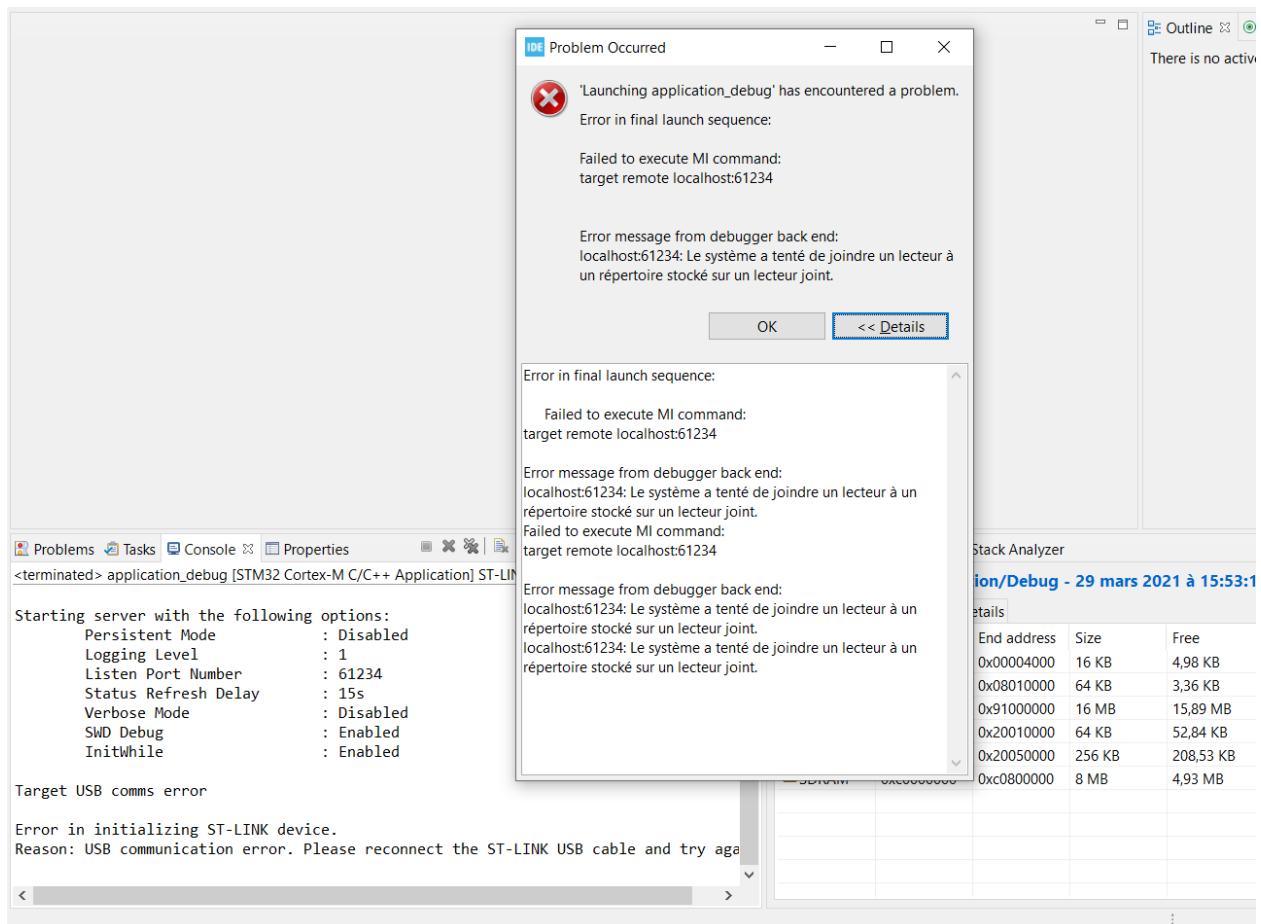 Outline
There is no activ
IDE Problem Occurred
'Launching application_debug' has encountered a problem.
Error in final launch sequence:
Failed to execute MI command:
target remote localhost:61234
Error message from debugger back end:
localhost:61234: Le système a tenté de joindre un lecteur à
un répertoire stocké sur un lecteur joint.
OK
<< Details
Error in final launch sequence:
Failed to execute MI command:
target remote localhost:61234
Error message from debugger back end:
localhost:61234: Le système a tenté de joindre un lecteur à un
répertoire stocké sur un lecteur joint.
Failed to execute MI command:
target remote localhost:61234
Error message from debugger back end:
localhost:61234: Le système a tenté de joindre un lecteur à un
répertoire stocké sur un lecteur joint.
localhost:61234: Le système a tenté de joindre un lecteur à un
répertoire stocké sur un lecteur joint.
Problems Tasks Console Properties
<terminated> application_debug [STM32 Cortex-M C/C++ Application] ST-LIN
Starting server with the following options:
Persistent Mode : Disabled
Logging Level : 1
Listen Port Number : 61234
Status Refresh Delay : 15s
Verbose Mode : Disabled
SWD Debug : Enabled
InitWhile : Enabled
Target USB comms error
Error in initializing ST-LINK device.
Reason: USB communication error. Please reconnect the ST-LINK USB cable and try aga
Stack Analyzer
ion/Debug - 29 mars 2021 à 15:53:1
etails
End address Size Free
0x00004000 16 KB 4,98 KB
0x08010000 64 KB 3,36 KB
0x91000000 16 MB 15,89 MB
0x20010000 64 KB 52,84 KB
0x20050000 256 KB 208,53 KB
SDRAM 0xc0000000 0xc0800000 8 MB 4,93 MB